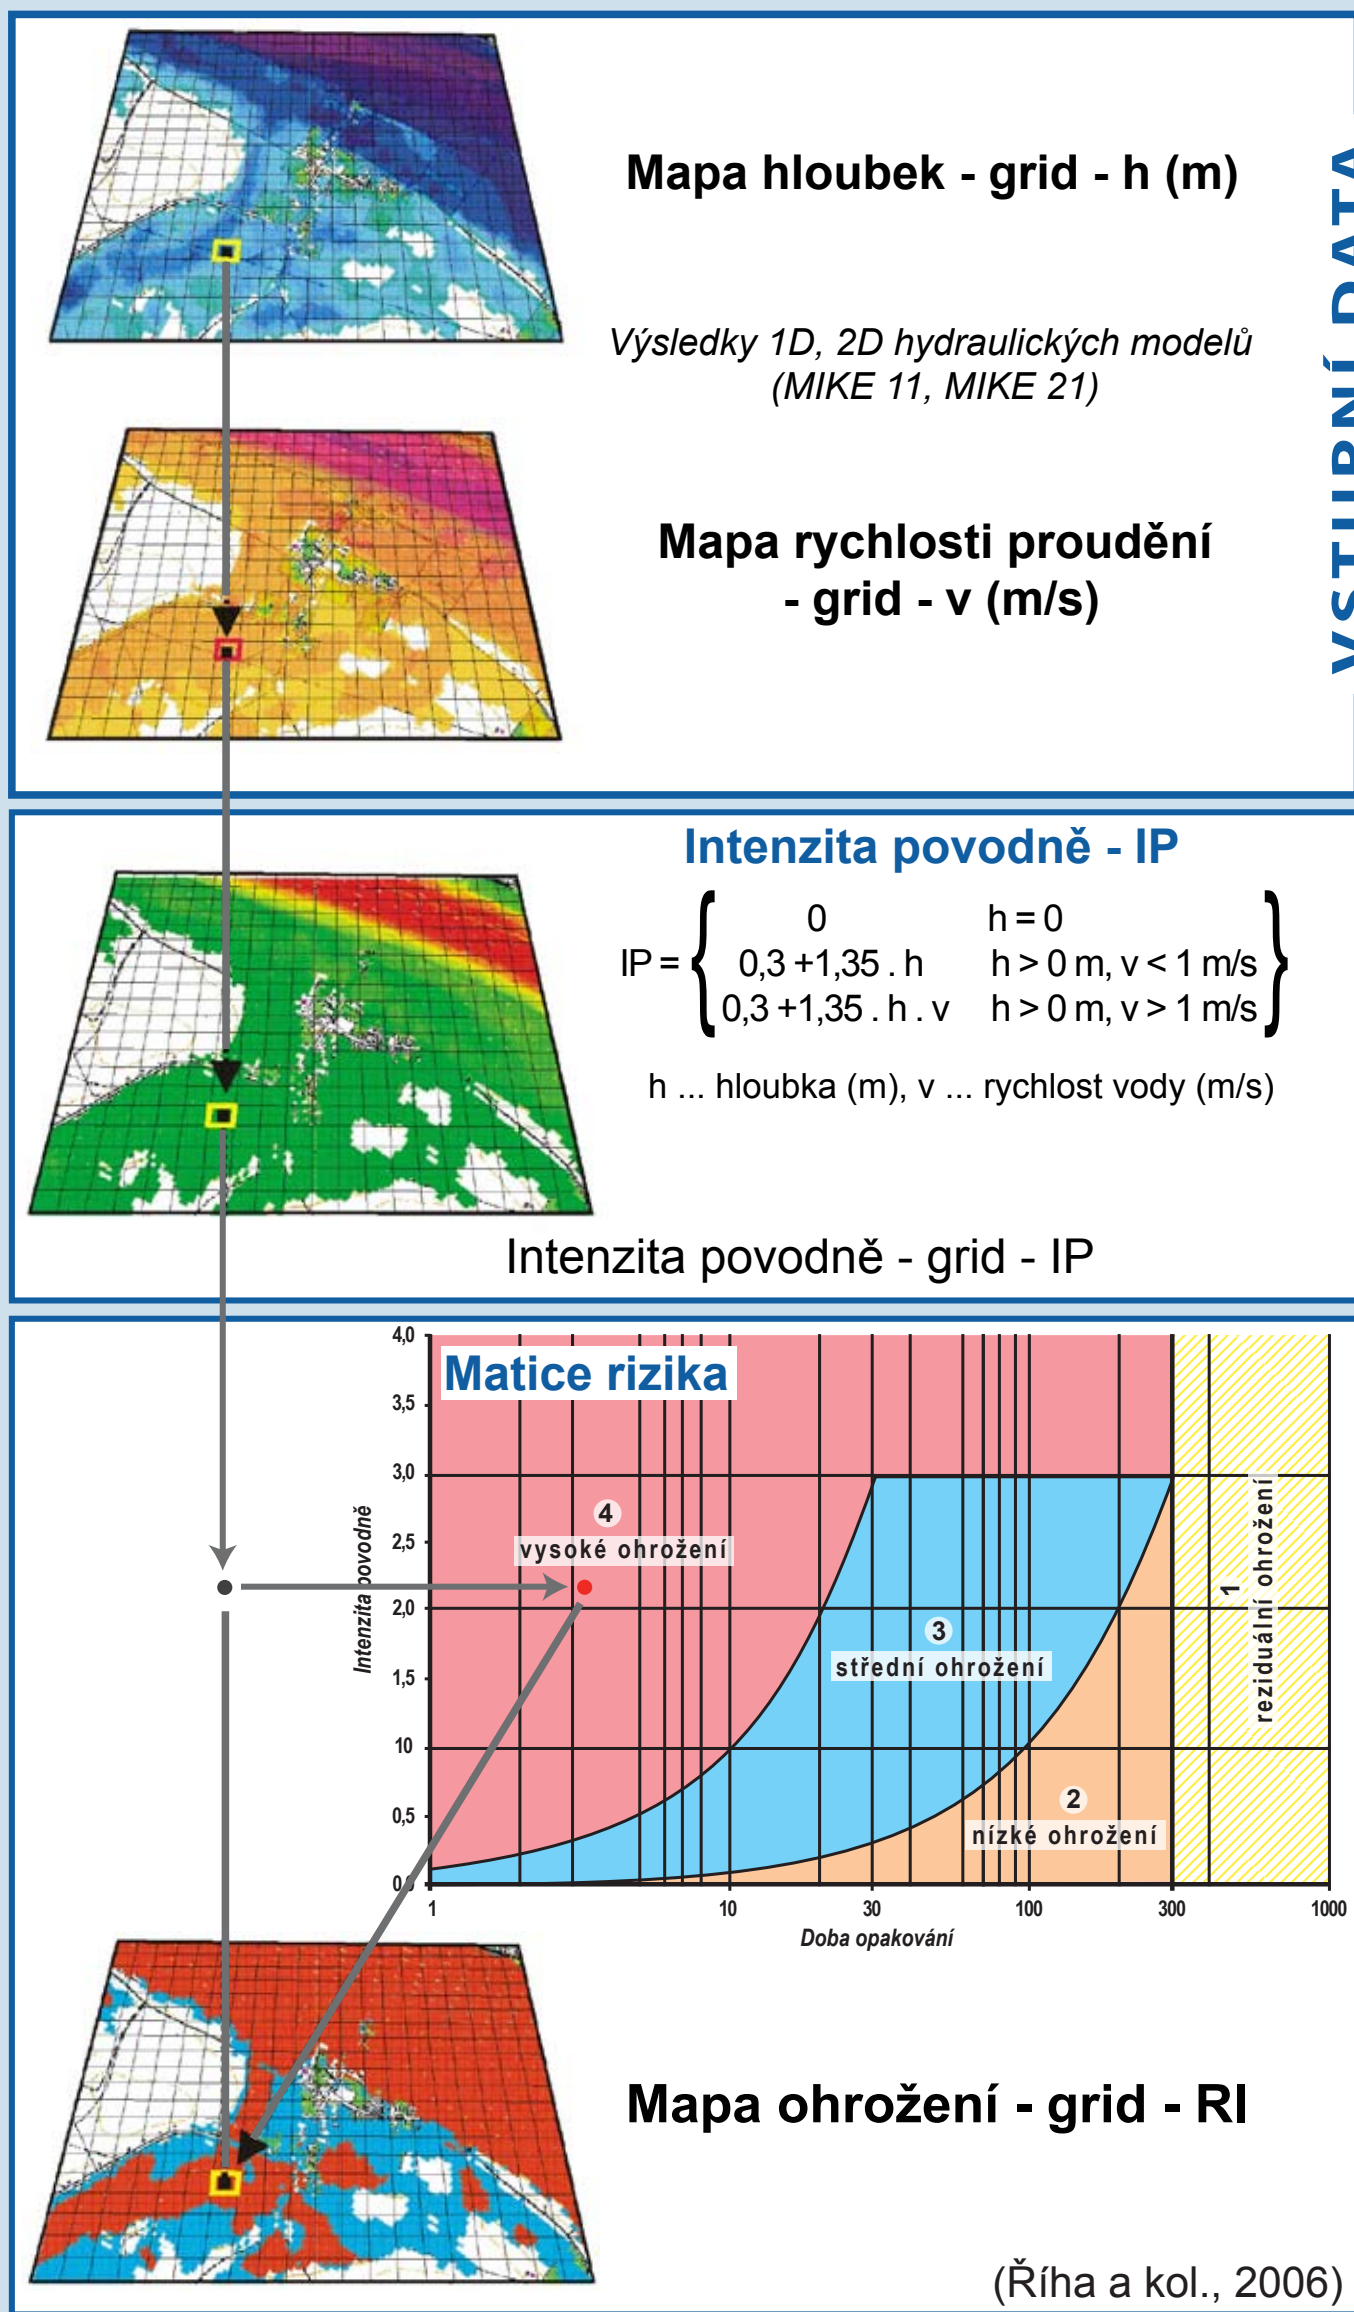 Mapa hloubek - grid - h (m)
Výsledky 1D, 2D hydraulických modelů
(MIKE 11, MIKE 21)
Mapa rychlosti proudění
- grid - v (m/s)
VSTUPNÍ DATA
Intenzita povodně - IP
0 h = 0
IP = { 0,3 +1,35 . h h > 0 m, v < 1 m/s }
0,3 +1,35 . h . v h > 0 m, v > 1 m/s
h ... hloubka (m), v ... rychlost vody (m/s)
Intenzita povodně - grid - IP
Matice rizika
4,0
3,5
3,0
2,5
2,0
1,5
10
0,5
0,0
Intenzita povodně
4
vysoké ohrožení
3
střední ohrožení
2
nízké ohrožení
1
reziduální ohrožení
1 10 30 100 300 1000
Doba opakování
Mapa ohrožení - grid - RI
(Říha a kol., 2006)